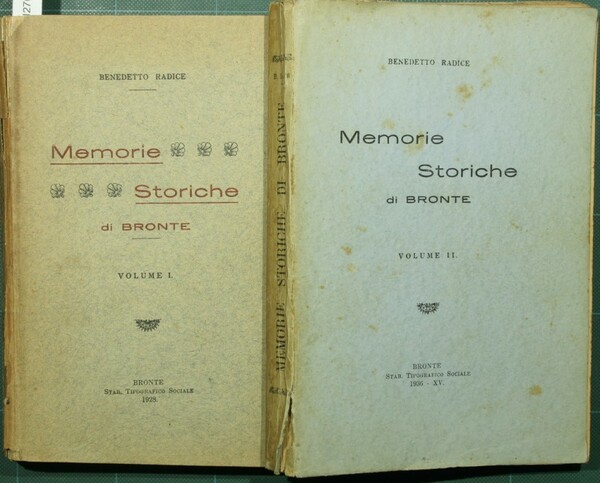 BENEDETTO RADICE
Memorie
Storiche
di BRONTE
VOLUME I.
BRONTE
STAB. TIPOGRAFICO SOCIALE
1928
MEMORIE STORICHE DI BRONTE
BENEDETTO RADICE
Memorie
Storiche
di BRONTE
VOLUME II.
BRONTE
STAB. TIPOGRAFICO SOCIALE
1936 - XV.